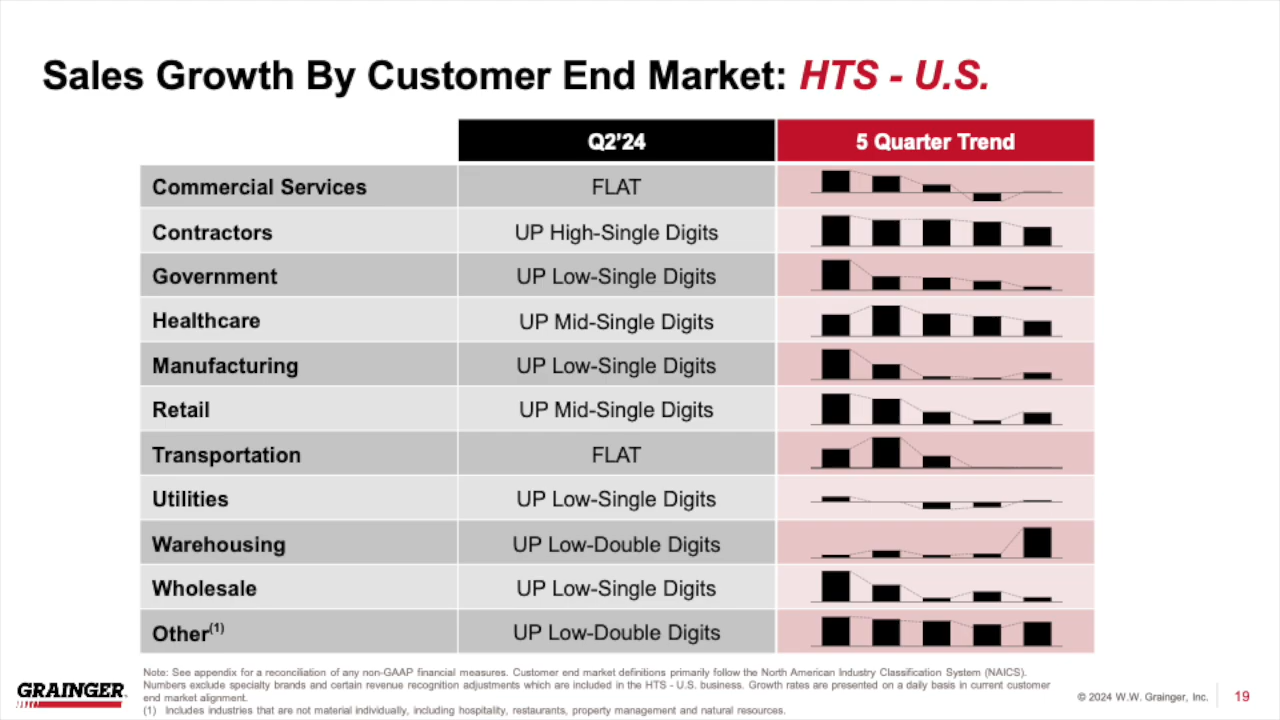 Sales Growth By Customer End Market: HTS - U.S.
Q2'24 5 Quarter Trend
Commercial Services FLAT
Contractors UP High-Single Digits
Government UP Low-Single Digits
Healthcare UP Mid-Single Digits
Manufacturing UP Low-Single Digits
Retail UP Mid-Single Digits
Transportation FLAT
Utilities UP Low-Single Digits
Warehousing UP Low-Double Digits
Wholesale UP Low-Single Digits
Other(1) UP Low-Double Digits
Note: See appendix for a reconciliation of any non-GAAP financial measures. Customer end market definitions primarily follow the North American Industry Classification System (NAICS).
Numbers exclude specialty brands and certain revenue recognition adjustments which are included in the HTS - U.S. business. Growth rates are presented on a daily basis in current customer
end market alignment.
(1) Includes industries that are not material individually, including hospitality, restaurants, property management and natural resources.
GRAINGER
© 2024 W.W. Grainger, Inc. 19